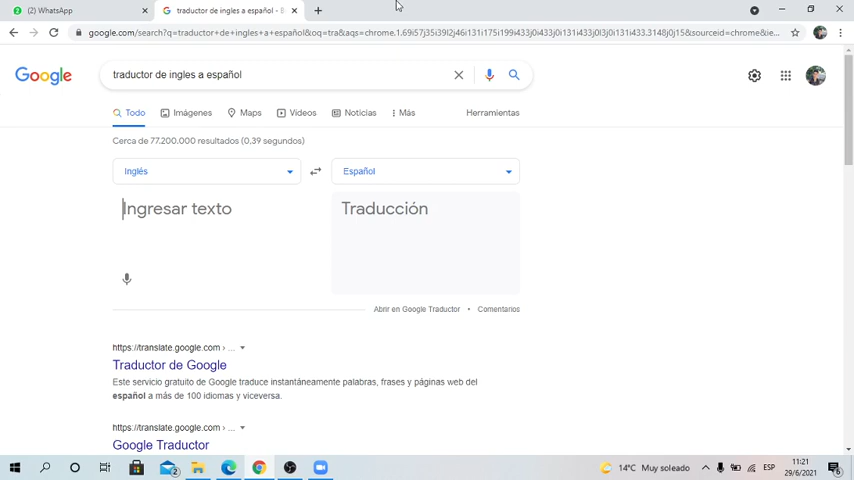 (2) WhatsApp
traductor de ingles a español - B
google.com/search?q=traductor+de+ingles+a+español&oq=tra&aqs=chrome.1.69i57j35i39l2j46i131i175i199i433j0i433j0i131i433j0l3j0i131i433.3148j0j15&sourceid=chrome&ie...
Google
traductor de ingles a español
Todo
Imágenes
Maps
Vídeos
Noticias
Más
Herramientas
Cerca de 77.200.000 resultados (0,39 segundos)
Inglés
Español
Ingresar texto
Traducción
Abrir en Google Traductor • Comentarios
https://translate.google.com › ...
Traductor de Google
Este servicio gratuito de Google traduce instantáneamente palabras, frases y páginas web del
español a más de 100 idiomas y viceversa.
https://translate.google.com › ...
Google Traductor
14°C Muy soleado
ESP
11:21
29/6/2021